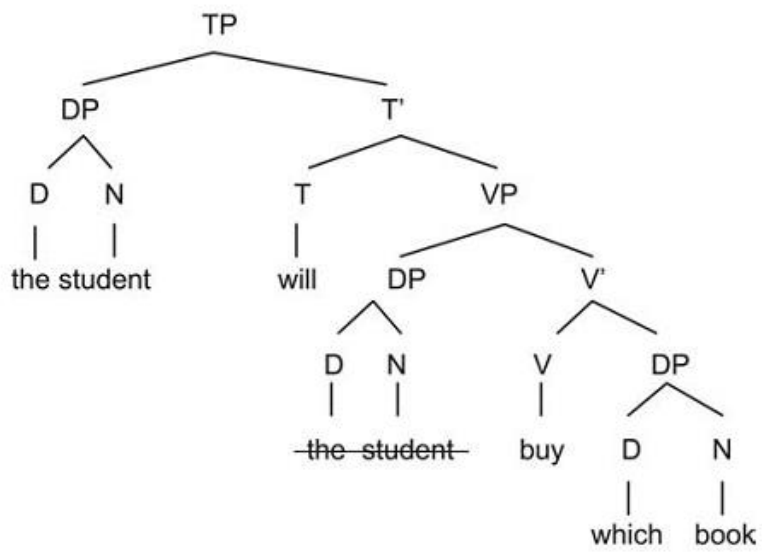 TP
DP T'
D N T VP
the student will DP V'
D N V DP
the student buy D N
which book